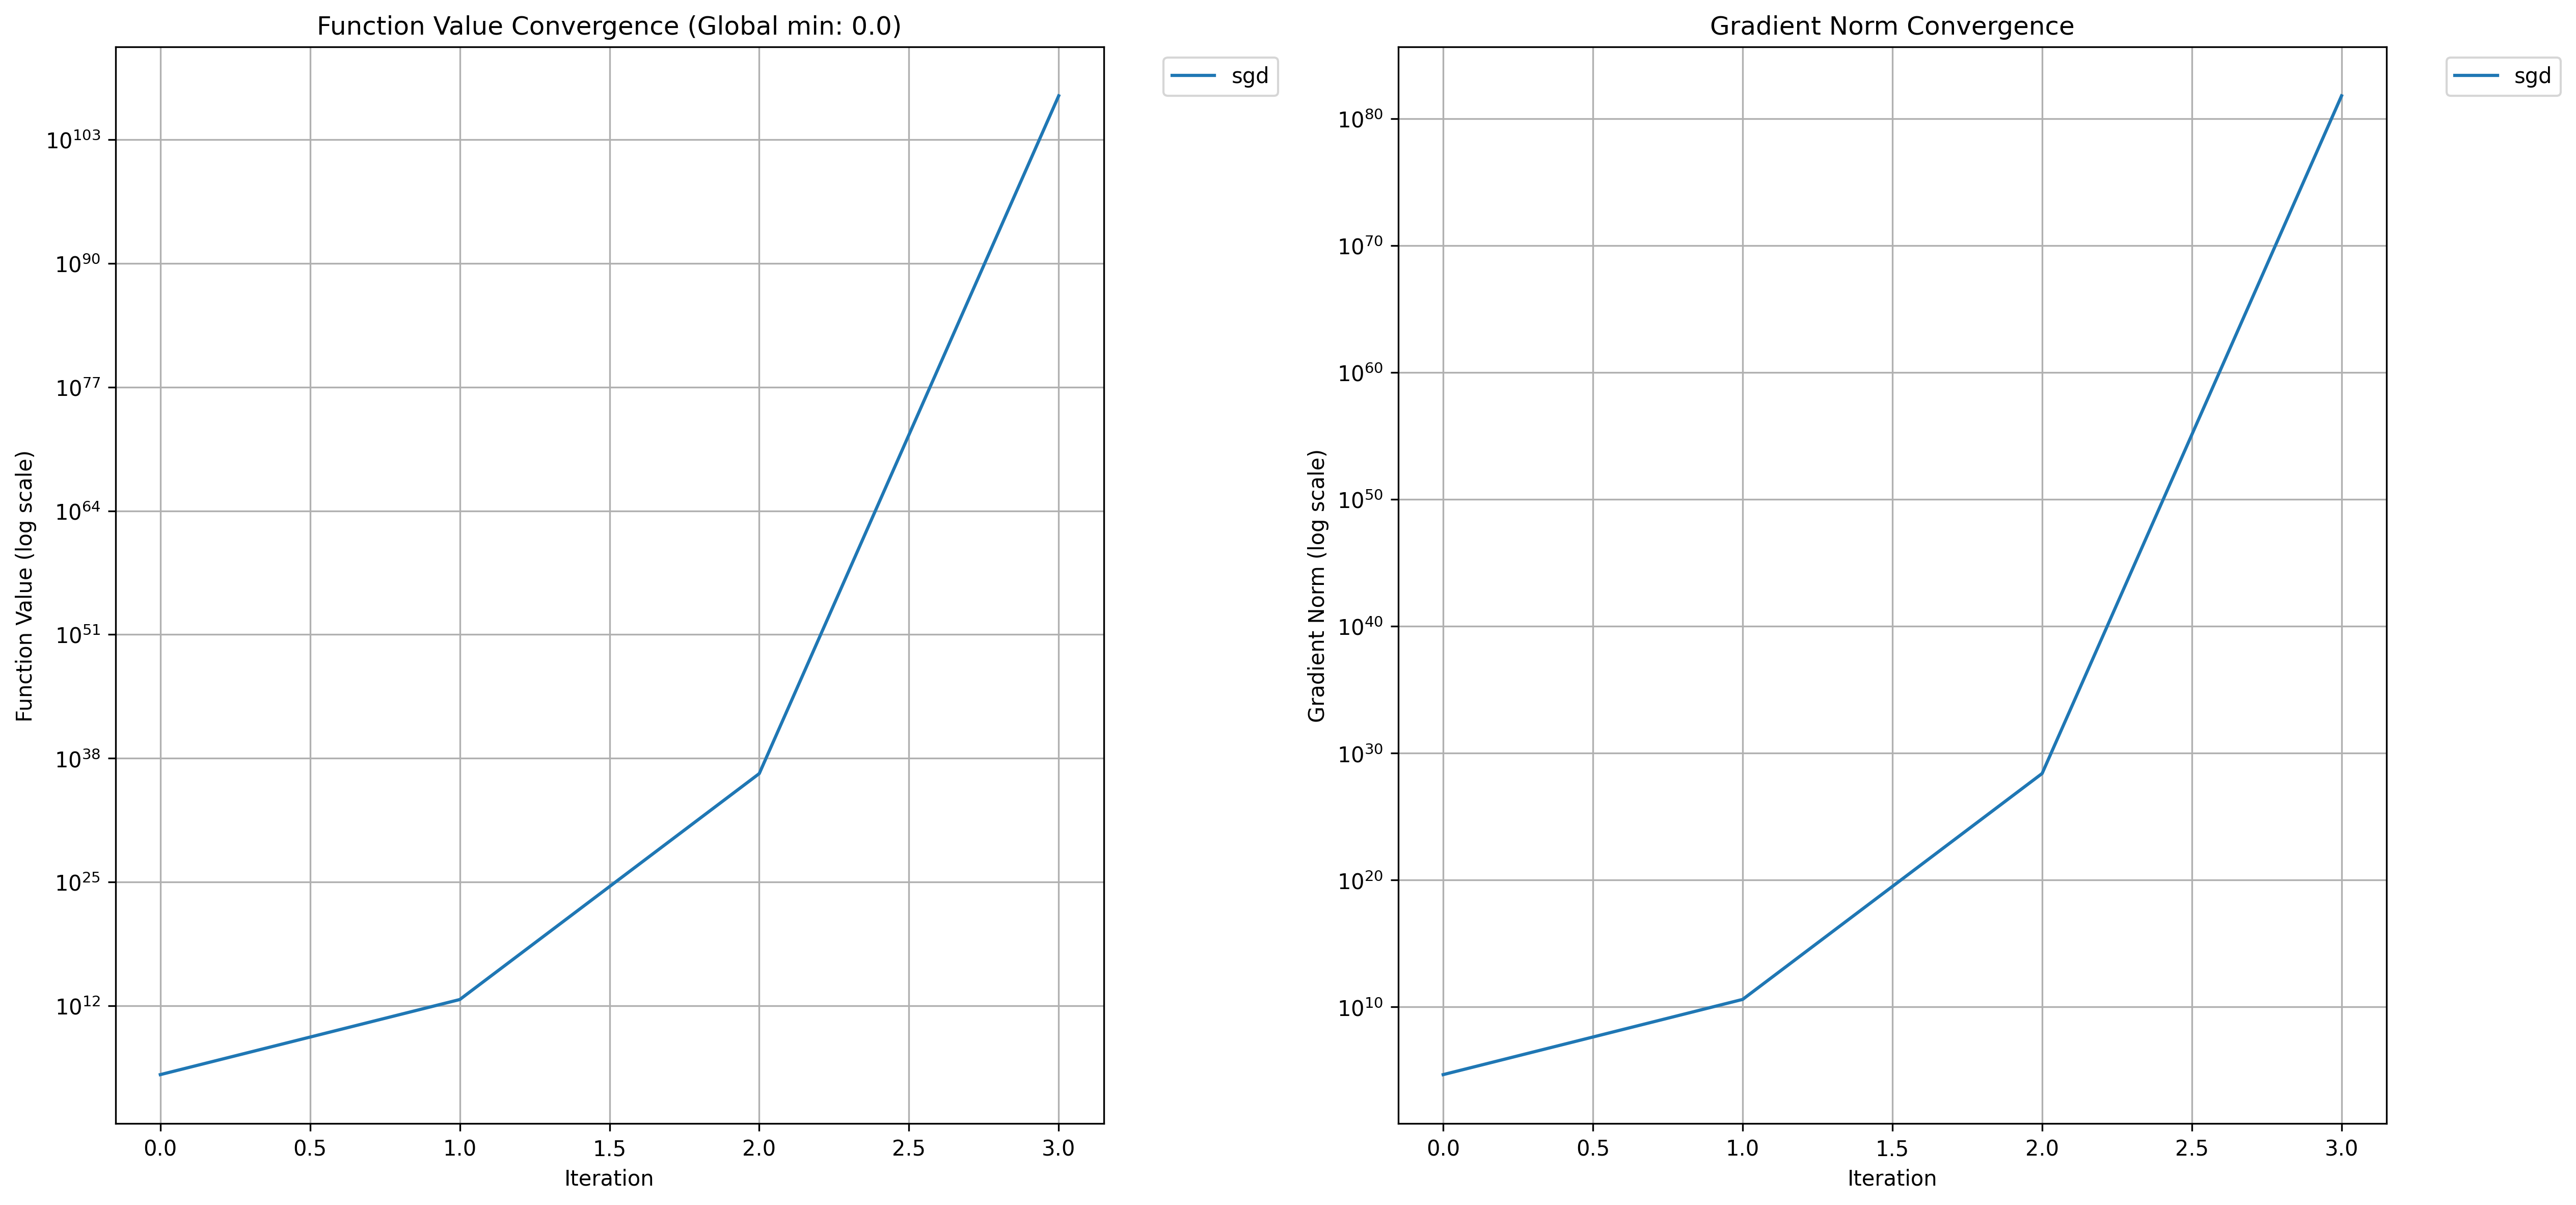 Function Value Convergence (Global min: 0.0)
sgd
10^103
10^90
10^77
10^64
10^51
10^38
10^25
10^12
Function Value (log scale)
0.0 0.5 1.0 1.5 2.0 2.5 3.0
Iteration
Gradient Norm Convergence
sgd
10^80
10^70
10^60
10^50
10^40
10^30
10^20
10^10
Gradient Norm (log scale)
0.0 0.5 1.0 1.5 2.0 2.5 3.0
Iteration